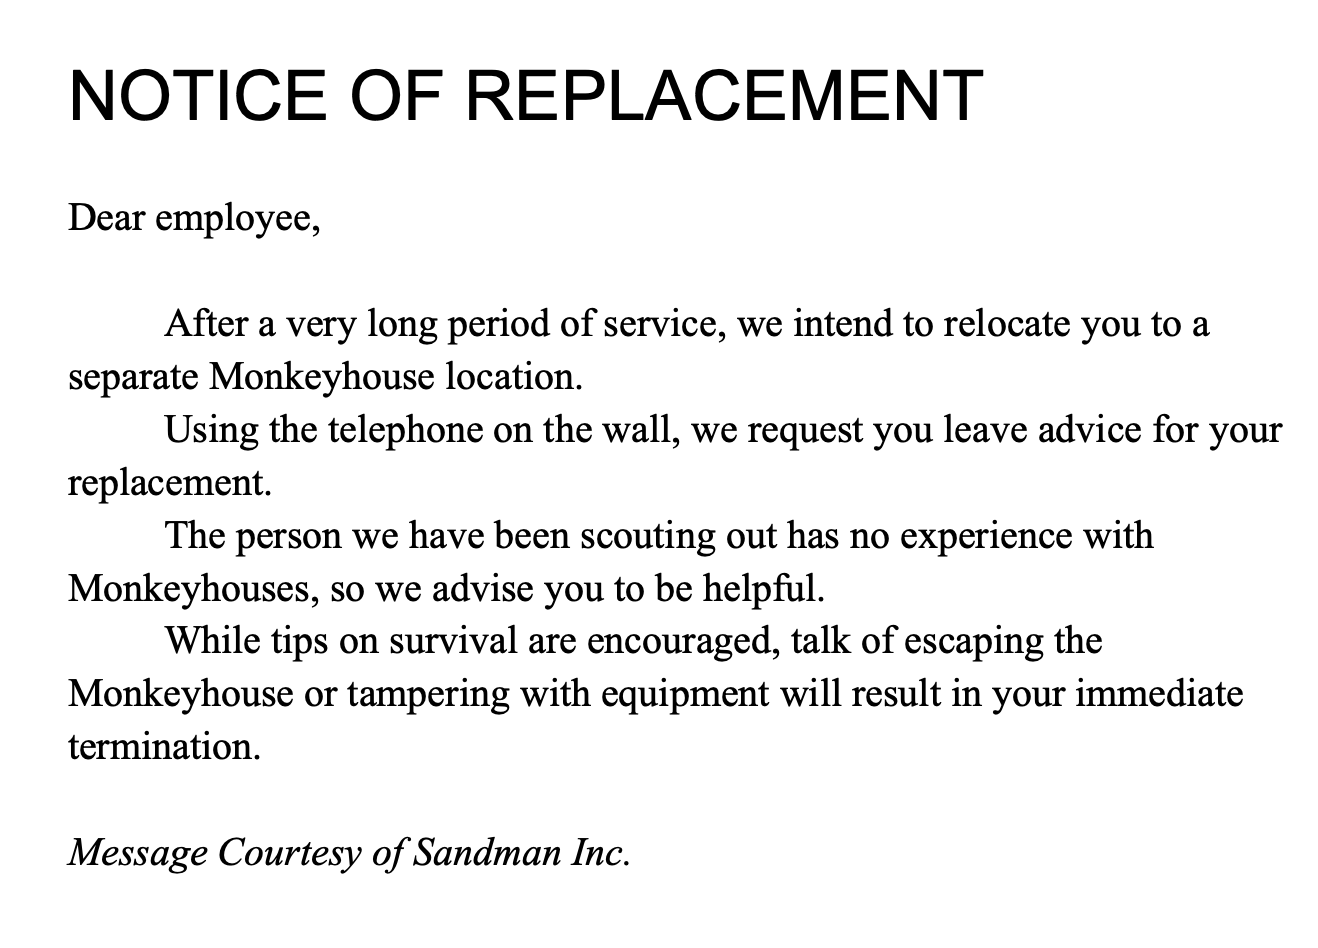 NOTICE OF REPLACEMENT
Dear employee,
After a very long period of service, we intend to relocate you to a
separate Monkeyhouse location.
Using the telephone on the wall, we request you leave advice for your
replacement.
The person we have been scouting out has no experience with
Monkeyhouses, so we advise you to be helpful.
While tips on survival are encouraged, talk of escaping the
Monkeyhouse or tampering with equipment will result in your immediate
termination.
Message Courtesy of Sandman Inc.